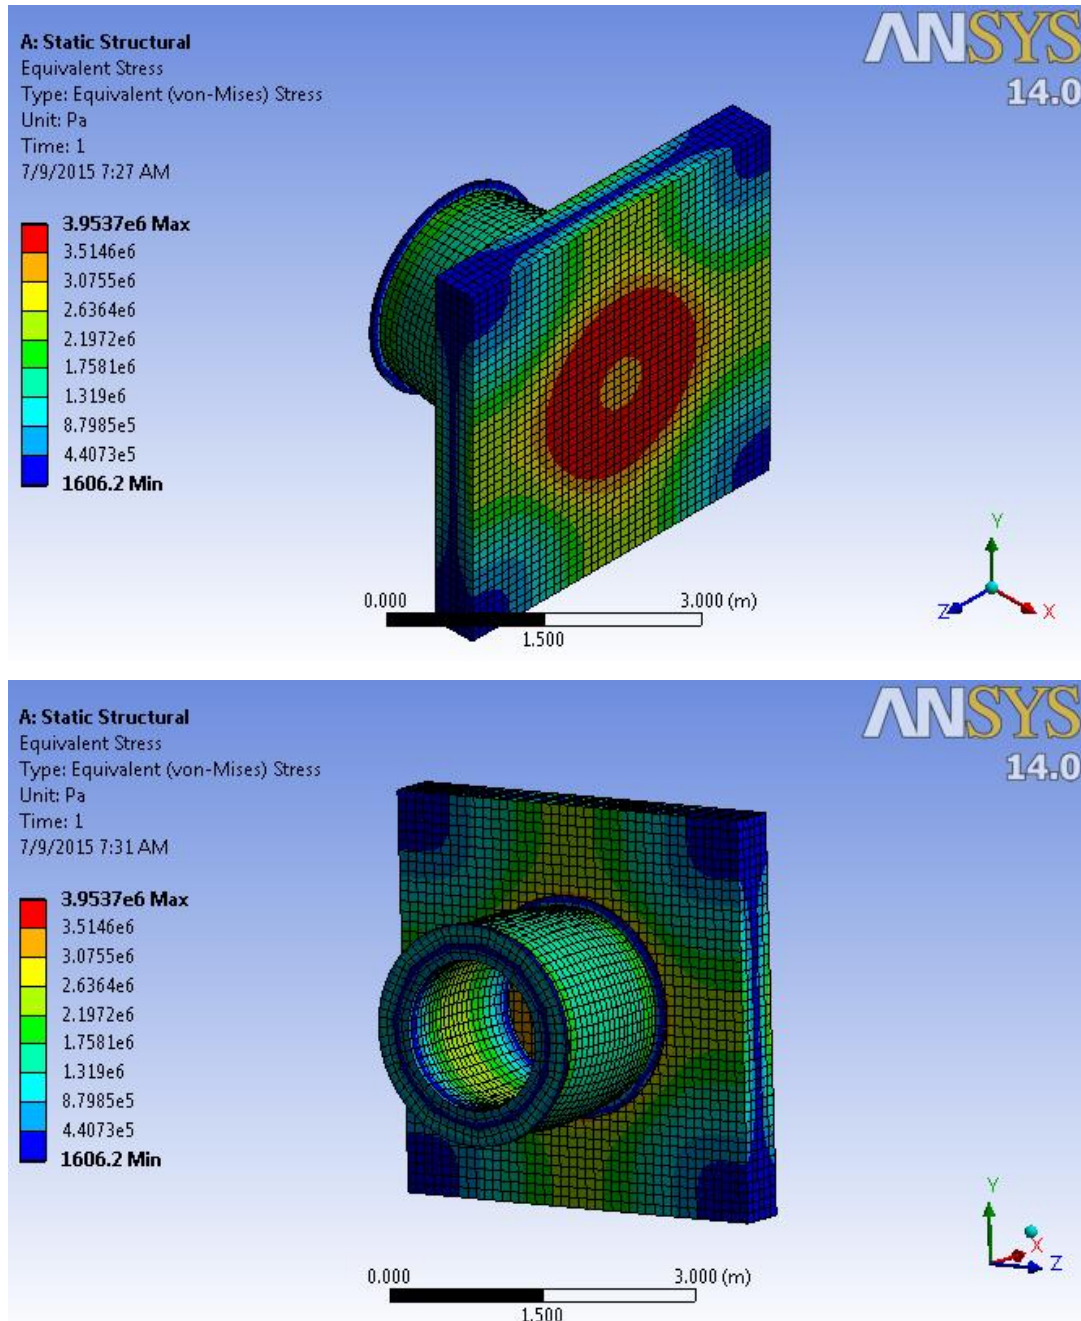 A: Static Structural
Equivalent Stress
Type: Equivalent (von-Mises) Stress
Unit: Pa
Time: 1
7/9/2015 7:27 AM
ANSYS
14.0
3.9537e6 Max
3.5146e6
3.0755e6
2.6364e6
2.1972e6
1.7581e6
1.319e6
8.7985e5
4.4073e5
1606.2 Min
0.000 3.000 (m)
1.500
Y
Z X
A: Static Structural
Equivalent Stress
Type: Equivalent (von-Mises) Stress
Unit: Pa
Time: 1
7/9/2015 7:31 AM
ANSYS
14.0
3.9537e6 Max
3.5146e6
3.0755e6
2.6364e6
2.1972e6
1.7581e6
1.319e6
8.7985e5
4.4073e5
1606.2 Min
0.000 3.000 (m)
1.500
Y
X
Z